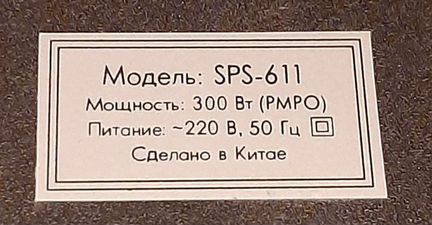 Модель: SPS-611
Мощность: 300 Вт (PMPO)
Питание: ~220 В, 50 Гц
Сделано в Китае